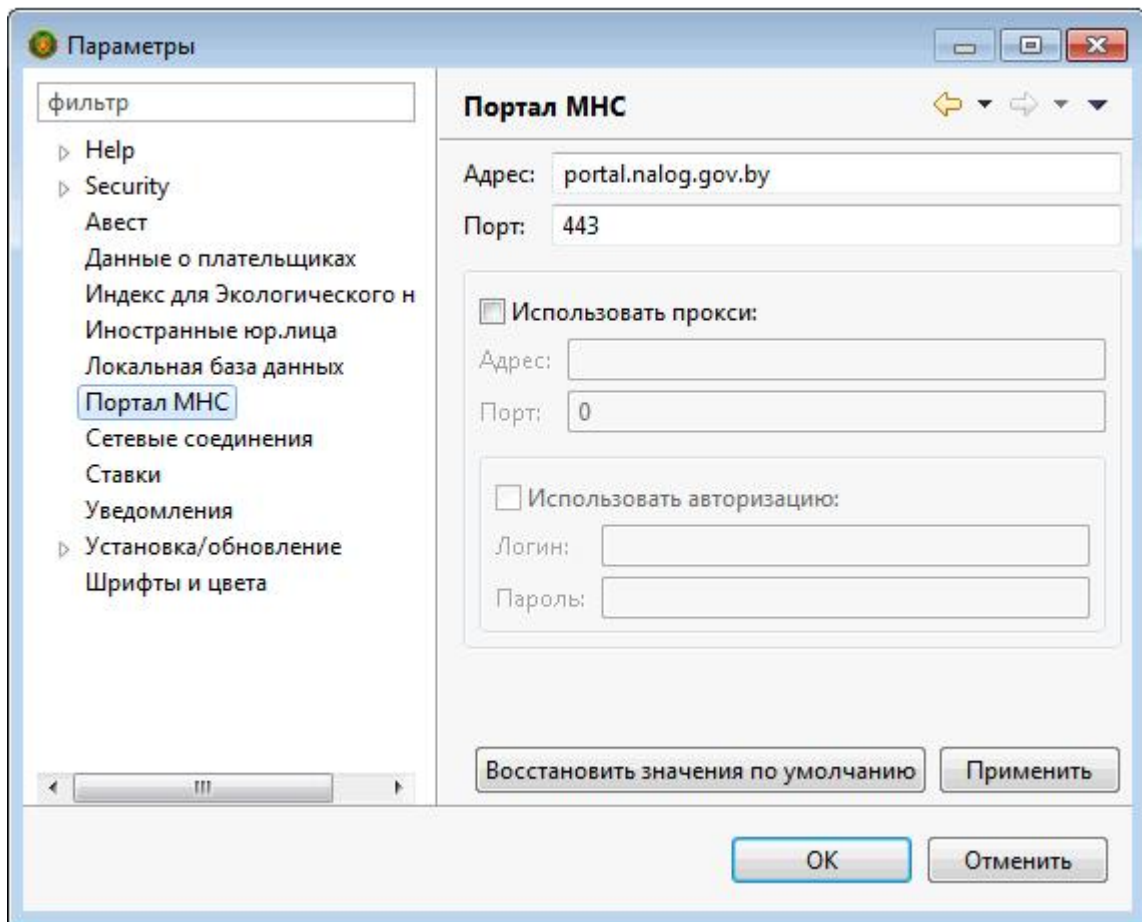 Параметры
фильтр
Help
Security
Авест
Данные о плательщиках
Индекс для Экологического н
Иностранные юр.лица
Локальная база данных
Портал МНС
Сетевые соединения
Ставки
Уведомления
Установка/обновление
Шрифты и цвета
Портал МНС
Адрес: portal.nalog.gov.by
Порт: 443
Использовать прокси:
Адрес:
Порт: 0
Использовать авторизацию:
Логин:
Пароль:
Восстановить значения по умолчанию Применить
OK Отменить